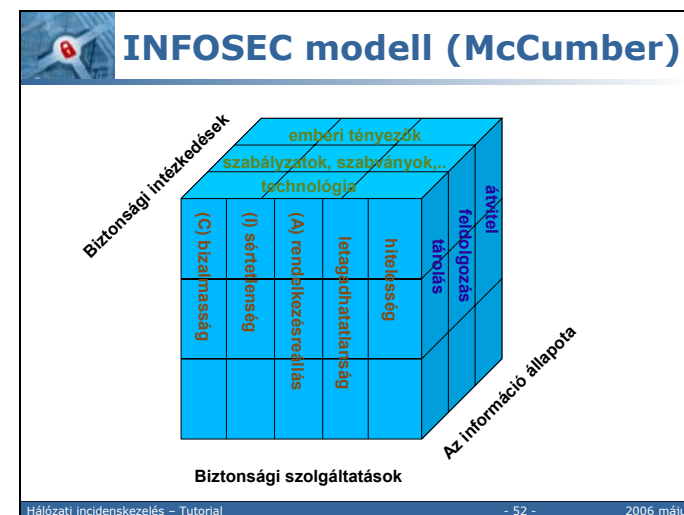 INFOSEC modell (McCumber)
Biztonsági intézkedések
emberi tényezők
szabályzatok, szabványok,..
technológia
(C) bizalmasság
(I) sértetlenség
(A) rendelkezésreállás
letagadhatatlanság
hitelesség
tárolás
feldolgozás
átvitel
Az információ állapota
Biztonsági szolgáltatások
Hálózati incidenskezelés – Tutorial
- 52 -
2006 máju